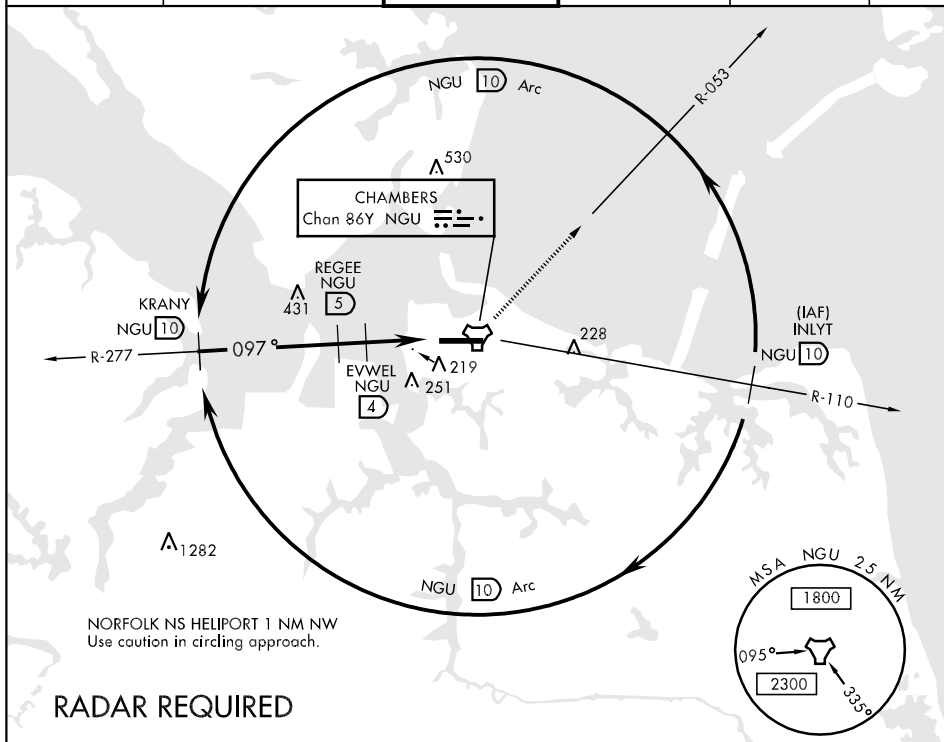 NGU 10 Arc
R-053
530
CHAMBERS
Chan 86Y NGU
REGEE
NGU
5
431
KRANY
NGU 10
(IAF)
INLYT
NGU 10
228
R-277
097°
219
EVWEL
NGU
4
251
R-110
1282
NGU 10 Arc
MSA NGU 25 NM
1800
NORFOLK NS HELIPORT 1 NM NW
Use caution in circling approach.
095°
2300
335°
RADAR REQUIRED